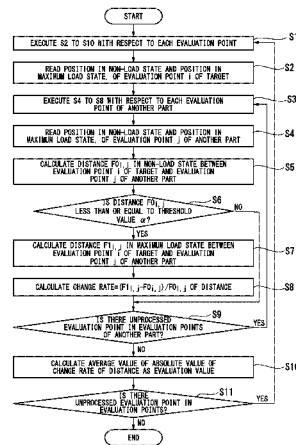 START
S1
EXECUTE S2 TO S10 WITH RESPECT TO EACH EVALUATION POINT
S2
READ POSITION IN NON-LOAD STATE AND POSITION IN
MAXIMUM LOAD STATE, OF EVALUATION POINT i OF TARGET
S3
EXECUTE S4 TO S8 WITH RESPECT TO EACH EVALUATION
POINT OF ANOTHER PART
S4
READ POSITION IN NON-LOAD STATE AND POSITION IN
MAXIMUM LOAD STATE, OF EVALUATION POINT j OF ANOTHER PART
S5
CALCULATE DISTANCE F0i,j IN NON-LOAD STATE BETWEEN
EVALUATION POINT i OF TARGET AND EVALUATION
POINT j OF ANOTHER PART
S6
IS DISTANCE F0i,j
LESS THAN OR EQUAL TO THRESHOLD
VALUE α?
NO
YES
S7
CALCULATE DISTANCE F1i,j IN MAXIMUM LOAD STATE BETWEEN
EVALUATION POINT i OF TARGET AND EVALUATION POINT j
OF ANOTHER PART
S8
CALCULATE CHANGE RATE=(F1i,j-F0i,j)/F0i,j OF DISTANCE
S9
IS THERE UNPROCESSED
EVALUATION POINT IN EVALUATION POINTS
OF ANOTHER PART?
YES
NO
S10
CALCULATE AVERAGE VALUE OF ABSOLUTE VALUE OF
CHANGE RATE OF DISTANCE AS EVALUATION VALUE
S11
IS THERE
UNPROCESSED EVALUATION POINT IN
EVALUATION POINTS?
YES
NO
END